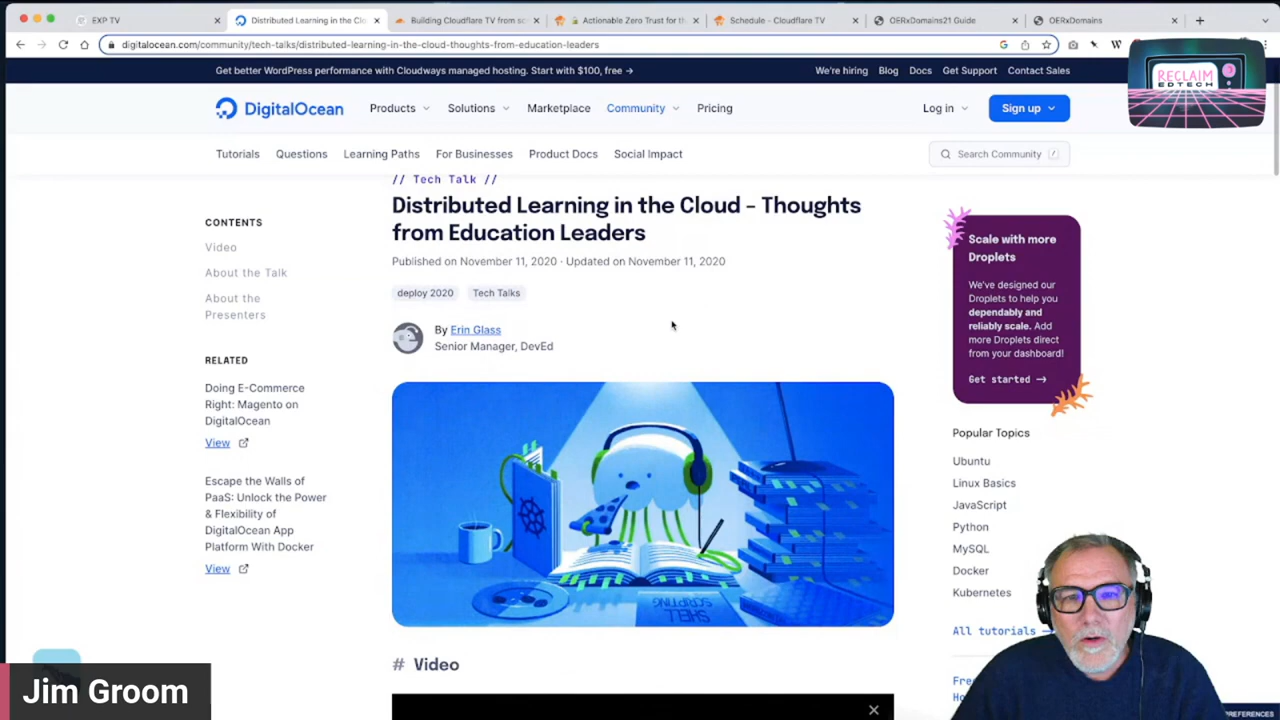 EXP TV
Distributed Learning in the Clo
Building Cloudflare TV from sc
Actionable Zero Trust for th
Schedule - Cloudflare TV
OERxDomains21 Guide
OERxDomains
digitalocean.com/community/tech-talks/distributed-learning-in-the-cloud-thoughts-from-education-leaders
Get better WordPress performance with Cloudways managed hosting. Start with $100, free →
We're hiring Blog Docs Get Support Contact Sales
RECLAIM
EDTECH
DigitalOcean
Products Solutions Marketplace Community Pricing
Log in Sign up
Tutorials Questions Learning Paths For Businesses Product Docs Social Impact
Search Community /
CONTENTS
Video
About the Talk
About the
Presenters
RELATED
Doing E-Commerce
Right: Magento on
DigitalOcean
View
Escape the Walls of
PaaS: Unlock the Power
& Flexibility of
DigitalOcean App
Platform With Docker
View
// Tech Talk //
Distributed Learning in the Cloud – Thoughts
from Education Leaders
Published on November 11, 2020 · Updated on November 11, 2020
deploy 2020 Tech Talks
By Erin Glass
Senior Manager, DevEd
SHELL
SCRIPTING
# Video
Scale with more
Droplets
We've designed our
Droplets to help you
dependably and
reliably scale. Add
more Droplets direct
from your dashboard!
Get started →
Popular Topics
Ubuntu
Linux Basics
JavaScript
Python
MySQL
Docker
Kubernetes
All tutorials →
Jim Groom